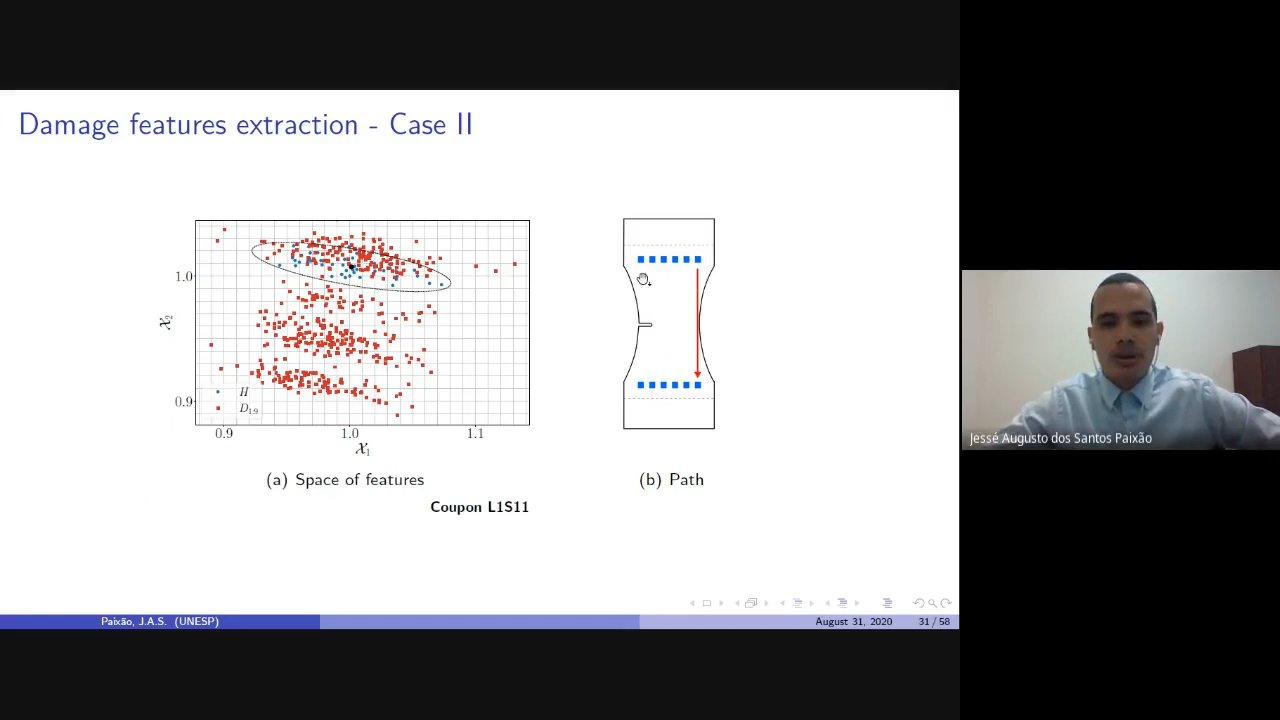 Damage features extraction - Case II
1.0
0.9
𝒳₂
H
D₁:₉
0.9 1.0 1.1
𝒳₁
(a) Space of features
(b) Path
Coupon L1S11
Jessé Augusto dos Santos Paixão
Paixão, J.A.S. (UNESP)
August 31, 2020
31 / 58